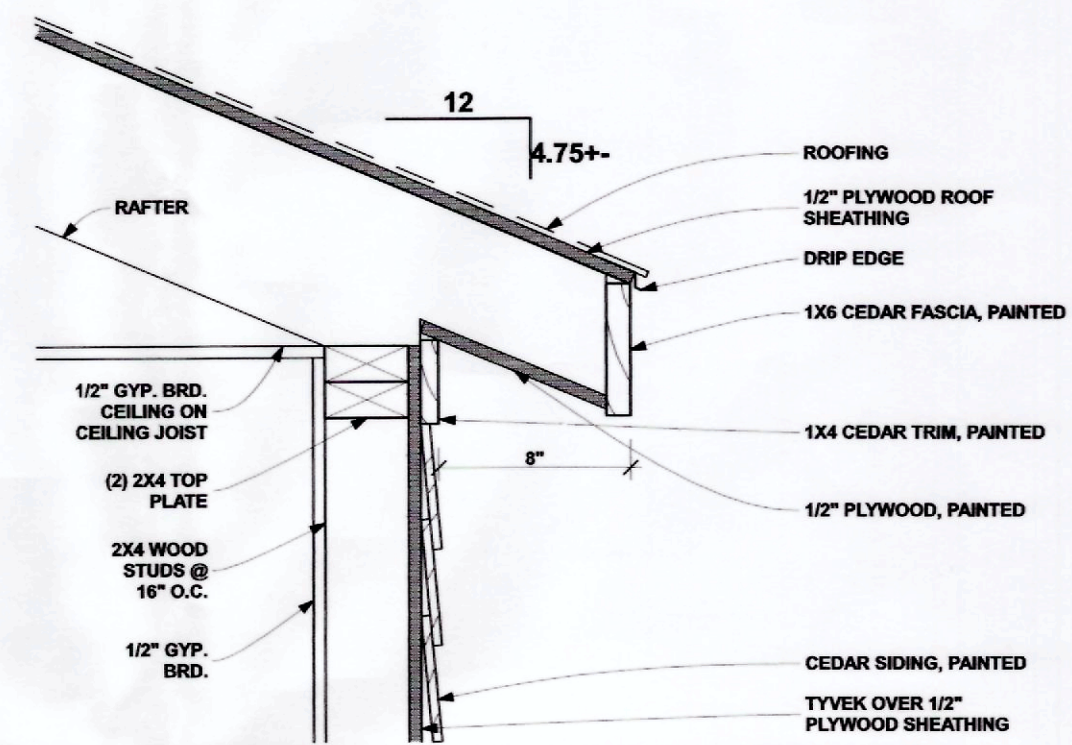 12
4.75+-
ROOFING
1/2" PLYWOOD ROOF
SHEATHING
DRIP EDGE
1X6 CEDAR FASCIA, PAINTED
1X4 CEDAR TRIM, PAINTED
8"
1/2" PLYWOOD, PAINTED
CEDAR SIDING, PAINTED
TYVEK OVER 1/2"
PLYWOOD SHEATHING
RAFTER
1/2" GYP. BRD.
CEILING ON
CEILING JOIST
(2) 2X4 TOP
PLATE
2X4 WOOD
STUDS @
16" O.C.
1/2" GYP.
BRD.